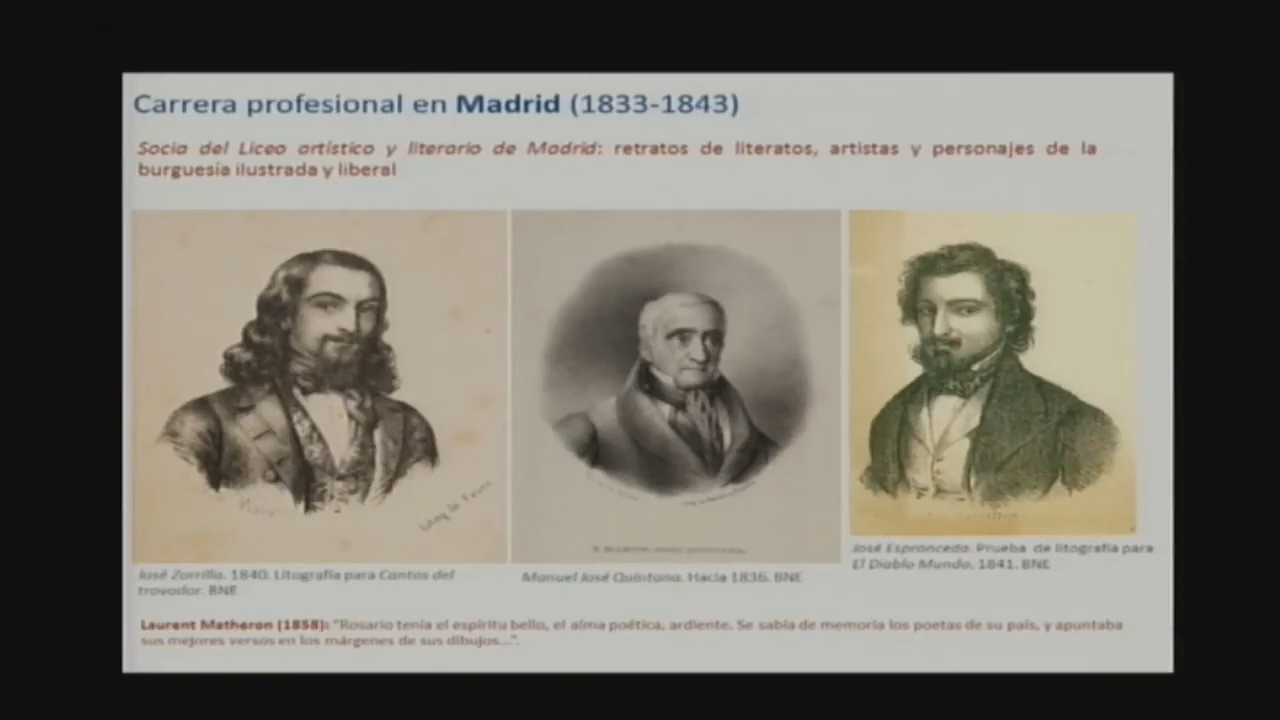 Carrera profesional en Madrid (1833-1843)
Socia del Liceo artístico y literario de Madrid: retratos de literatos, artistas y personajes de la
burguesía ilustrada y liberal
José Zorrilla. 1840. Litografía para Cantos del
trovador. BNE
Manuel José Quintana. Hacia 1836. BNE
José Espronceda. Prueba de litografía para
El Diablo Mundo, 1841. BNE
Laurent Matheron (1858): "Rosario tenía el espíritu bello, el alma poética, ardiente. Se sabía de memoria los poetas de su país, y apuntaba
sus mejores versos en los márgenes de sus dibujos...".